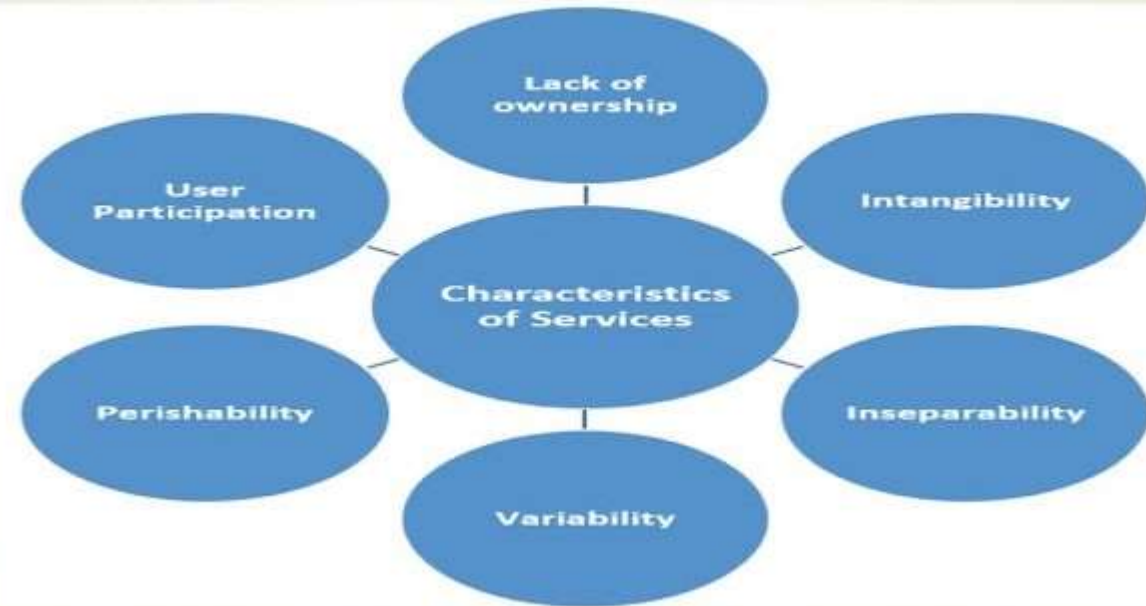 Lack of
ownership
User
Participation
Intangibility
Characteristics
of Services
Perishability
Inseparability
Variability